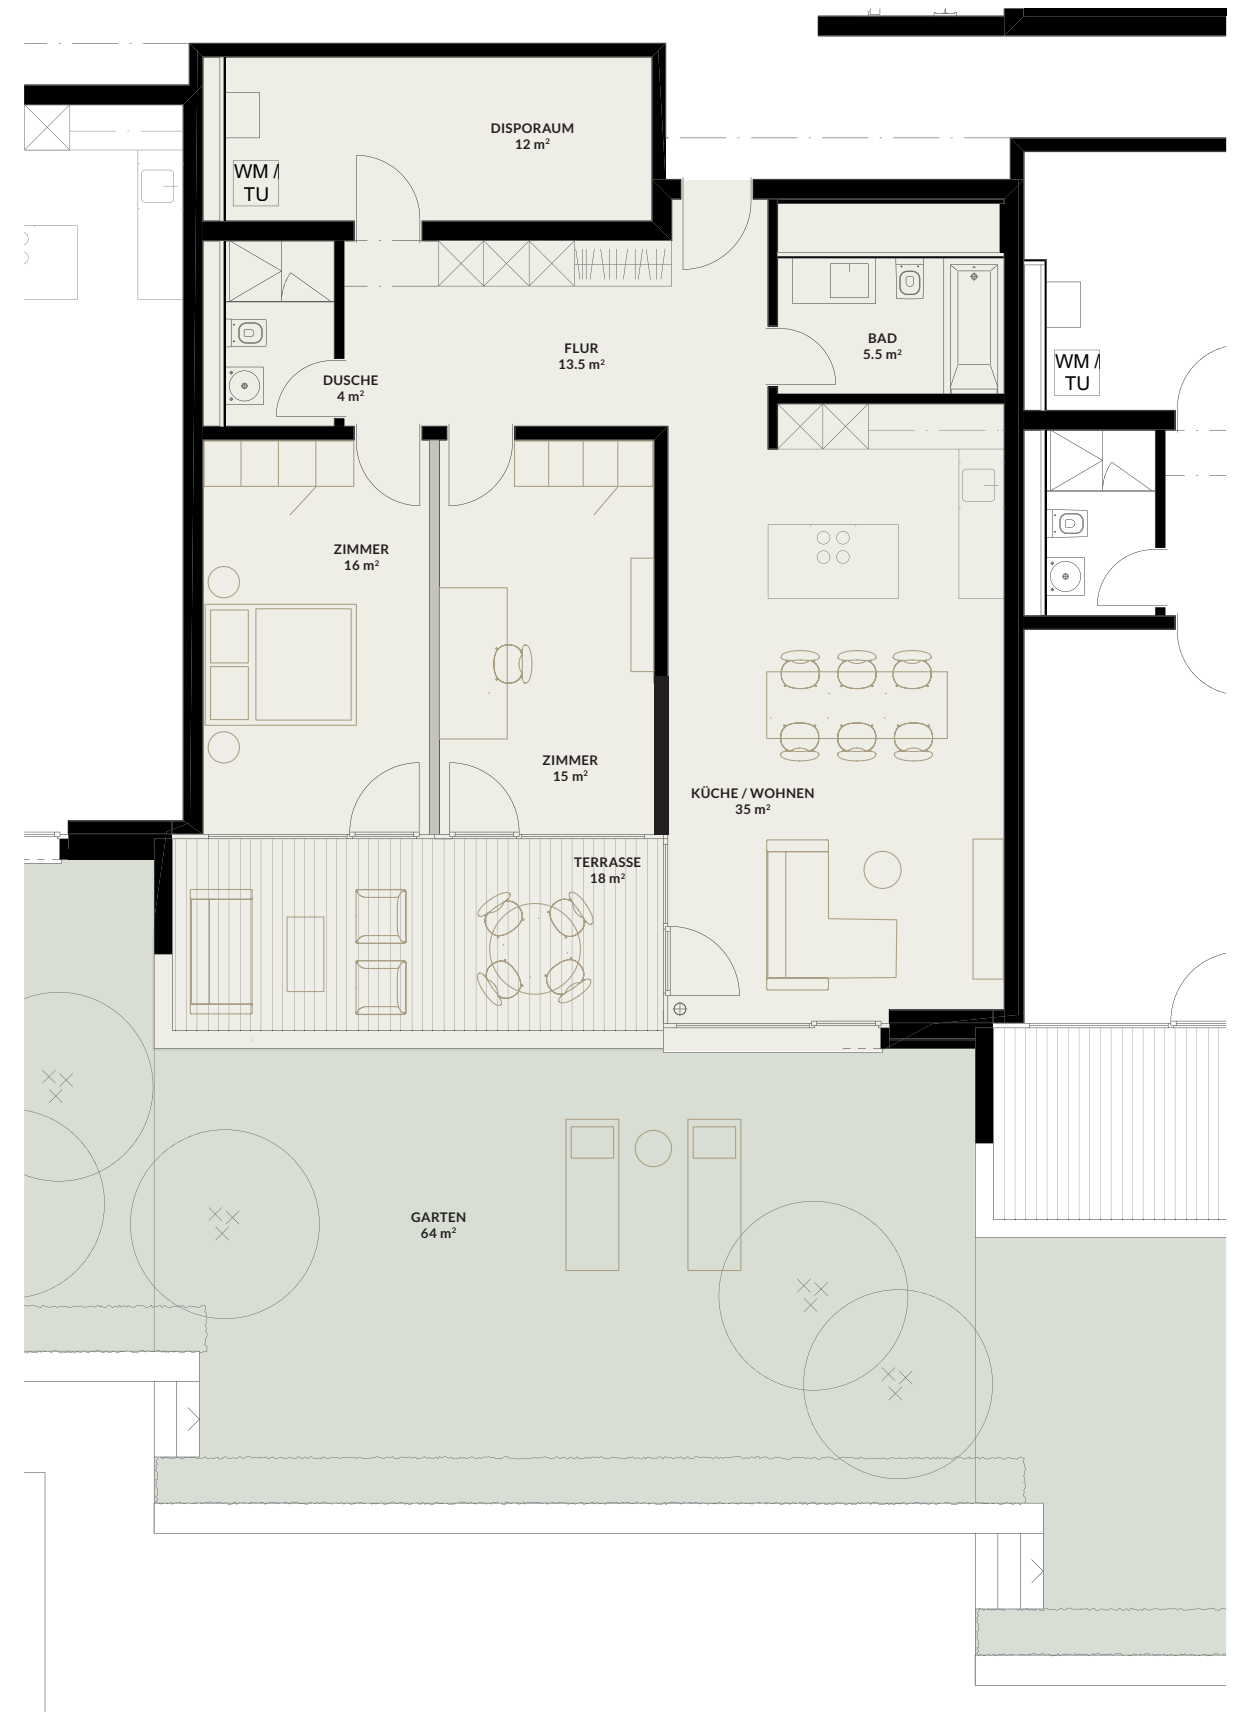 DISPORAUM
12 m²
WM /
TU
FLUR
13.5 m²
BAD
5.5 m²
DUSCHE
4 m²
WM /
TU
ZIMMER
16 m²
ZIMMER
15 m²
KÜCHE / WOHNEN
35 m²
TERRASSE
18 m²
GARTEN
64 m²